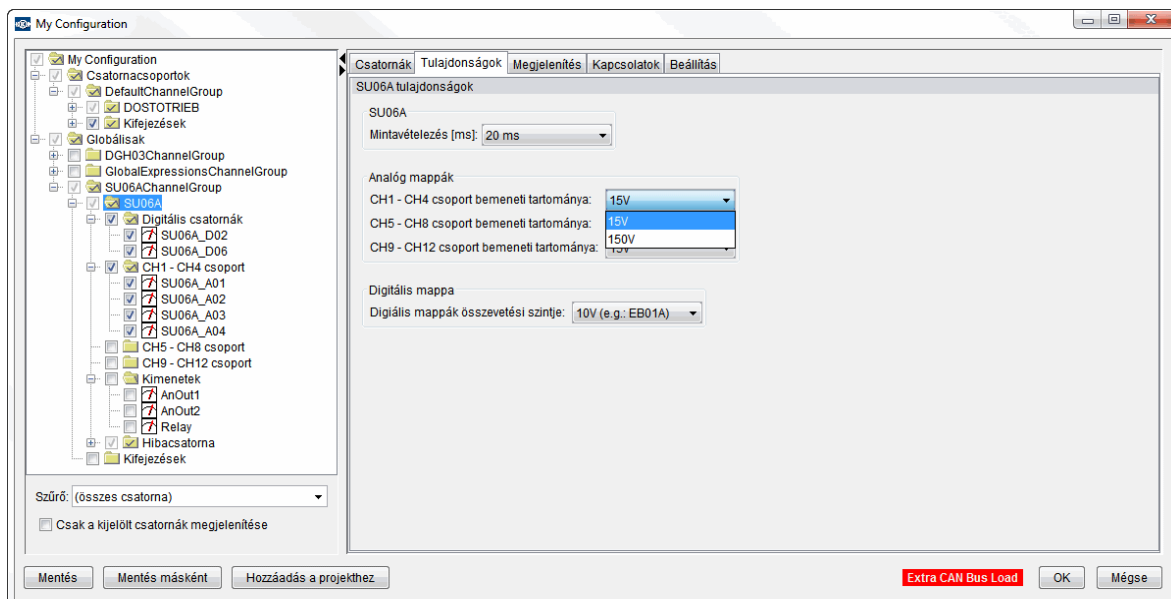 My Configuration
My Configuration
Csatornacsoportok
DefaultChannelGroup
DOSTOTRIEB
Kifejezések
Globálisak
DGH03ChannelGroup
GlobalExpressionsChannelGroup
SU06AChannelGroup
SU06A
Digitális csatornák
SU06A_D02
SU06A_D06
CH1 - CH4 csoport
SU06A_A01
SU06A_A02
SU06A_A03
SU06A_A04
CH5 - CH8 csoport
CH9 - CH12 csoport
Kimenetek
AnOut1
AnOut2
Relay
Hibacsatorna
Kifejezések
Szűrő: (összes csatorna)
Csak a kijelölt csatornák megjelenítése
Csatornák Tulajdonságok Megjelenítés Kapcsolatok Beállítás
SU06A tulajdonságok
SU06A
Mintavételezés [ms]: 20 ms
Analóg mappák
CH1 - CH4 csoport bemeneti tartománya: 15V
CH5 - CH8 csoport bemeneti tartománya: 15V
150V
CH9 - CH12 csoport bemeneti tartománya: 15V
Digitális mappa
Digiális mappák összevetési szintje: 10V (e.g.: EB01A)
Mentés Mentés másként Hozzáadás a projekthez Extra CAN Bus Load OK Mégse